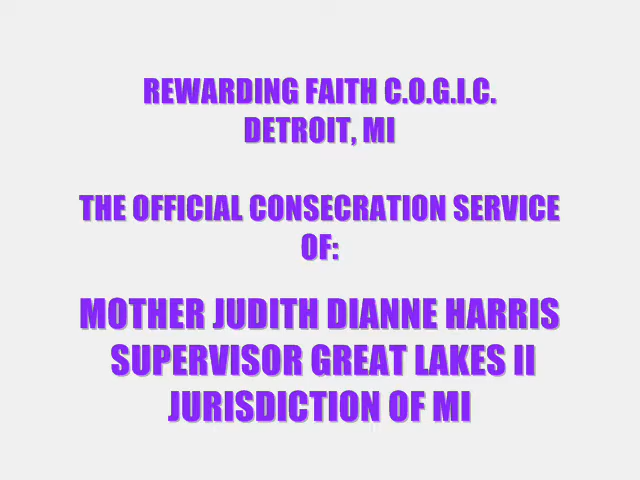 REWARDING FAITH C.O.G.I.C.
DETROIT, MI
THE OFFICIAL CONSECRATION SERVICE
OF:
MOTHER JUDITH DIANNE HARRIS
SUPERVISOR GREAT LAKES II
JURISDICTION OF MI